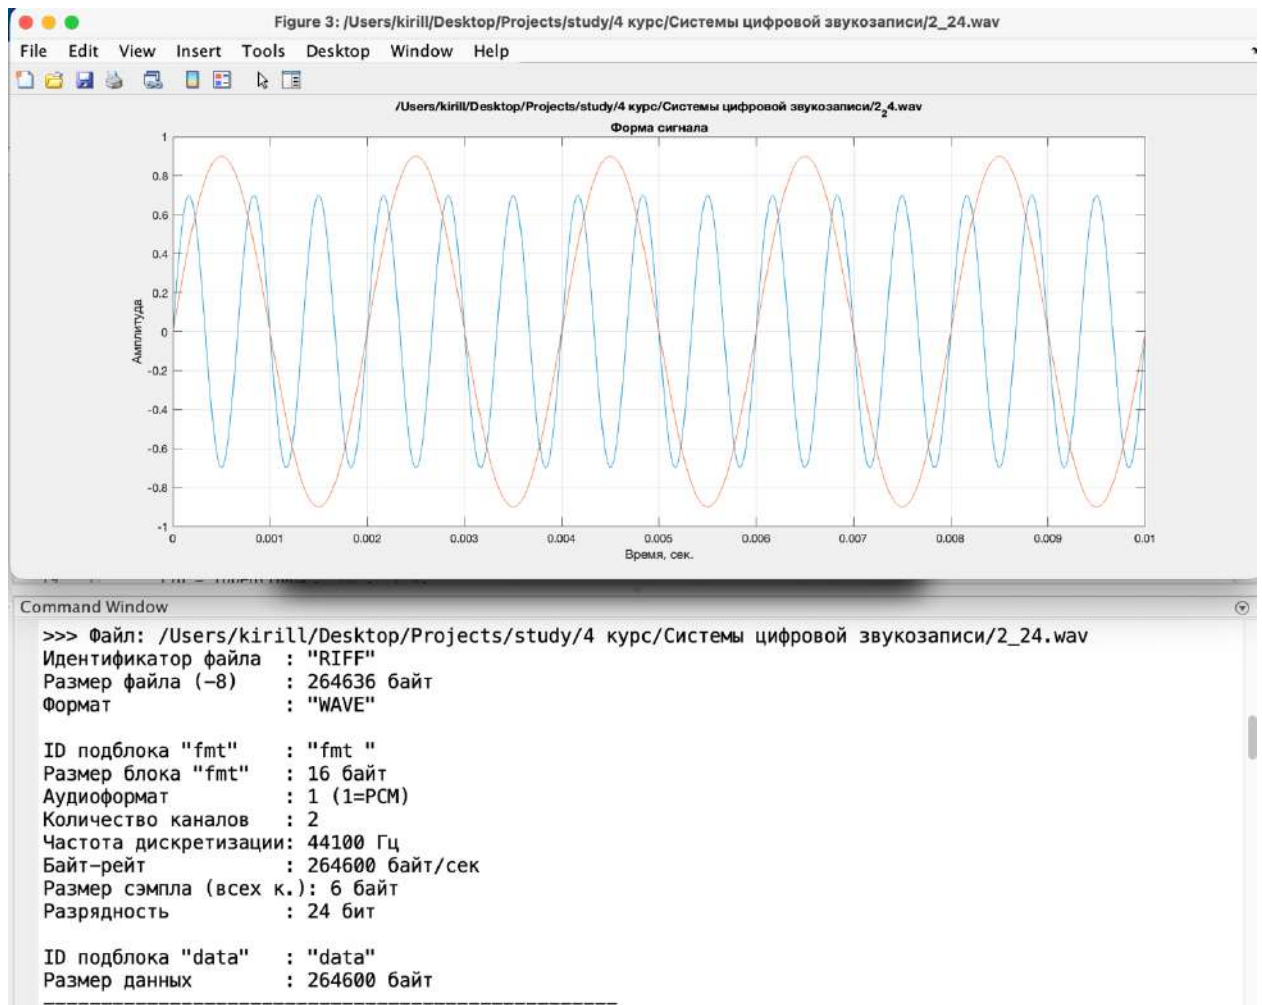 Figure 3: /Users/kirill/Desktop/Projects/study/4 курс/Системы цифровой звукозаписи/2_24.wav
File Edit View Insert Tools Desktop Window Help
/Users/kirill/Desktop/Projects/study/4 курс/Системы цифровой звукозаписи/2_24.wav
Форма сигнала
1
0.8
0.6
0.4
0.2
0
-0.2
-0.4
-0.6
-0.8
-1
Амплитуда
0 0.001 0.002 0.003 0.004 0.005 0.006 0.007 0.008 0.009 0.01
Время, сек.
Command Window
>>> Файл: /Users/kirill/Desktop/Projects/study/4 курс/Системы цифровой звукозаписи/2_24.wav
Идентификатор файла : "RIFF"
Размер файла (-8) : 264636 байт
Формат : "WAVE"
ID подблока "fmt" : "fmt "
Размер блока "fmt" : 16 байт
Аудиоформат : 1 (1=PCM)
Количество каналов : 2
Частота дискретизации: 44100 Гц
Байт-рейт : 264600 байт/сек
Размер сэмпла (всех к.): 6 байт
Разрядность : 24 бит
ID подблока "data" : "data"
Размер данных : 264600 байт